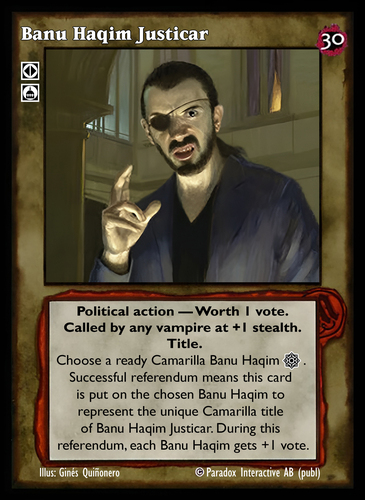 Banu Haqim Justicar
30
Political action — Worth 1 vote.
Called by any vampire at +1 stealth.
Title.
Choose a ready Camarilla Banu Haqim .
Successful referendum means this card
is put on the chosen Banu Haqim to
represent the unique Camarilla title
of Banu Haqim Justicar. During this
referendum, each Banu Haqim gets +1 vote.
Illus: Ginés Quiñonero
© Paradox Interactive AB (publ)